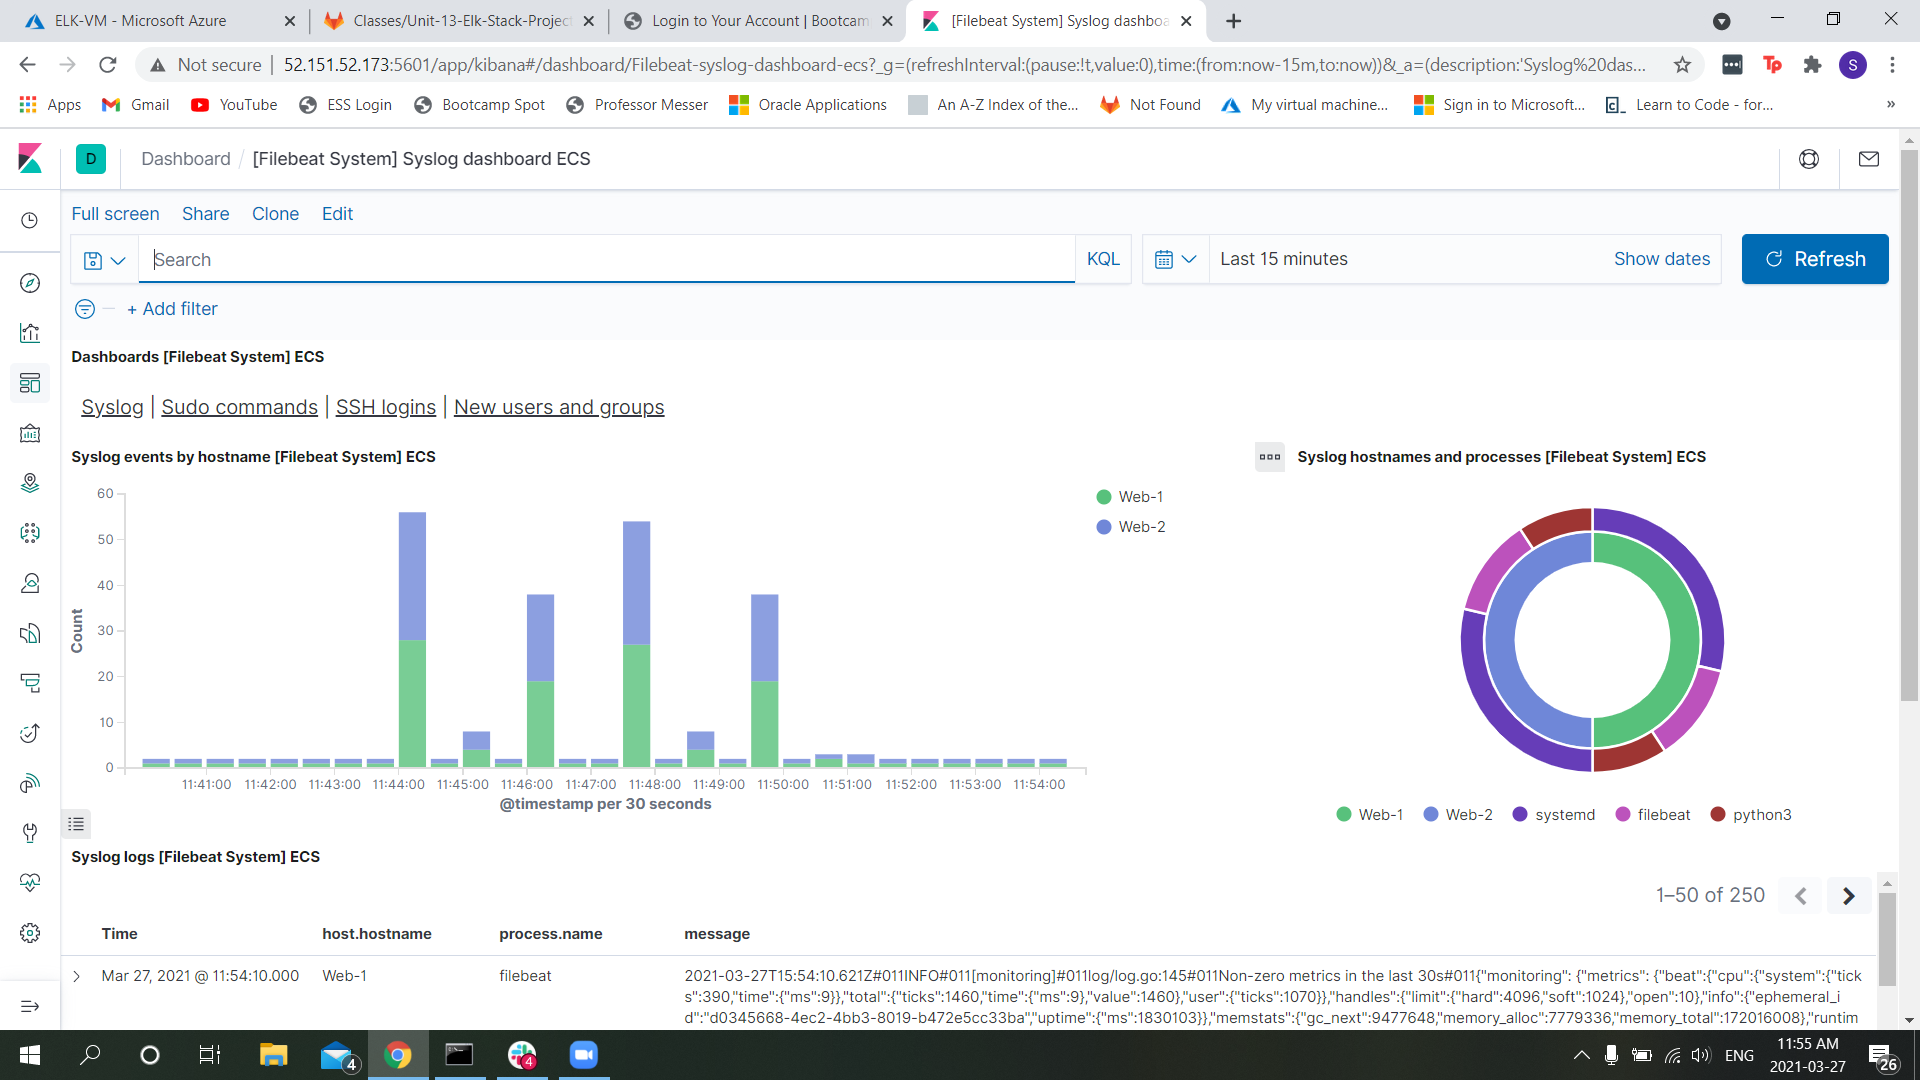 ELK-VM - Microsoft Azure
Classes/Unit-13-Elk-Stack-Project
Login to Your Account | Bootcam
[Filebeat System] Syslog dashboa
Not secure | 52.151.52.173:5601/app/kibana#/dashboard/Filebeat-syslog-dashboard-ecs?_g=(refreshInterval:(pause:!t,value:0),time:(from:now-15m,to:now))&_a=(description:'Syslog%20das...
S
Apps Gmail YouTube ESS Login Bootcamp Spot Professor Messer Oracle Applications An A-Z Index of the... Not Found My virtual machine... Sign in to Microsoft... Learn to Code - for... »
D Dashboard / [Filebeat System] Syslog dashboard ECS
Full screen Share Clone Edit
Search KQL Last 15 minutes Show dates Refresh
+ Add filter
Dashboards [Filebeat System] ECS
Syslog | Sudo commands | SSH logins | New users and groups
Syslog events by hostname [Filebeat System] ECS
60
50
40
30
20
10
0
Count
11:41:00 11:42:00 11:43:00 11:44:00 11:45:00 11:46:00 11:47:00 11:48:00 11:49:00 11:50:00 11:51:00 11:52:00 11:53:00 11:54:00
@timestamp per 30 seconds
Web-1
Web-2
Syslog hostnames and processes [Filebeat System] ECS
Web-1 Web-2 systemd filebeat python3
Syslog logs [Filebeat System] ECS
1–50 of 250
Time host.hostname process.name message
Mar 27, 2021 @ 11:54:10.000 Web-1 filebeat 2021-03-27T15:54:10.621Z#011INFO#011[monitoring]#011log/log.go:145#011Non-zero metrics in the last 30s#011{"monitoring": {"metrics": {"beat":{"cpu":{"system":{"tick
s":390,"time":{"ms":9}},"total":{"ticks":1460,"time":{"ms":9},"value":1460},"user":{"ticks":1070}},"handles":{"limit":{"hard":4096,"soft":1024},"open":10},"info":{"ephemeral_i
d":"d0345668-4ec2-4bb3-8019-b472e5cc33ba","uptime":{"ms":1830103}},"memstats":{"gc_next":9477648,"memory_alloc":7779336,"memory_total":172016008},"runtim
4
4
ENG
11:55 AM
2021-03-27
26